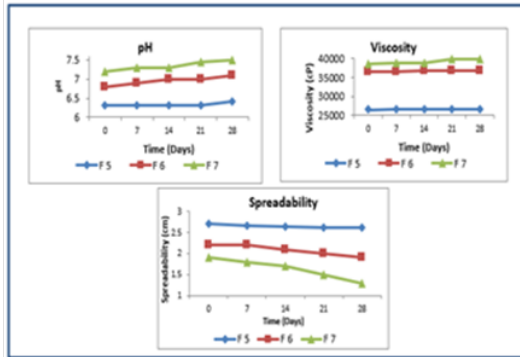 pH
7.5
7
6.5
6
pH
0 7 14 21 28
Time (Days)
F 5 F 6 F 7
Viscosity
40000
35000
30000
25000
Viscosity (cP)
0 7 14 21 28
Time (Days)
F 5 F 6 F 7
Spreadability
3
2.5
2
1.5
1
Spreadability (cm)
0 7 14 21 28
Time (Days)
F 5 F 6 F 7